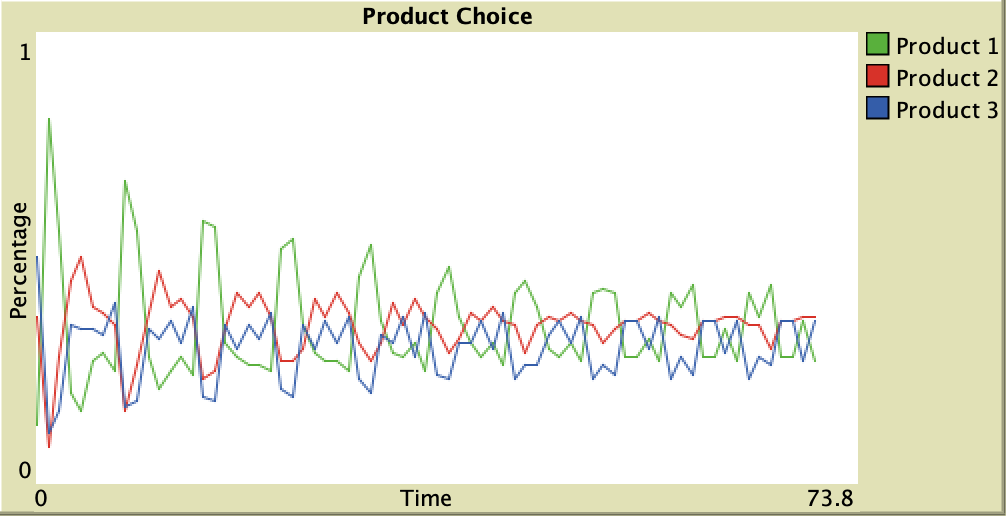 Product Choice
1
Percentage
0
0
Time
73.8
Product 1
Product 2
Product 3